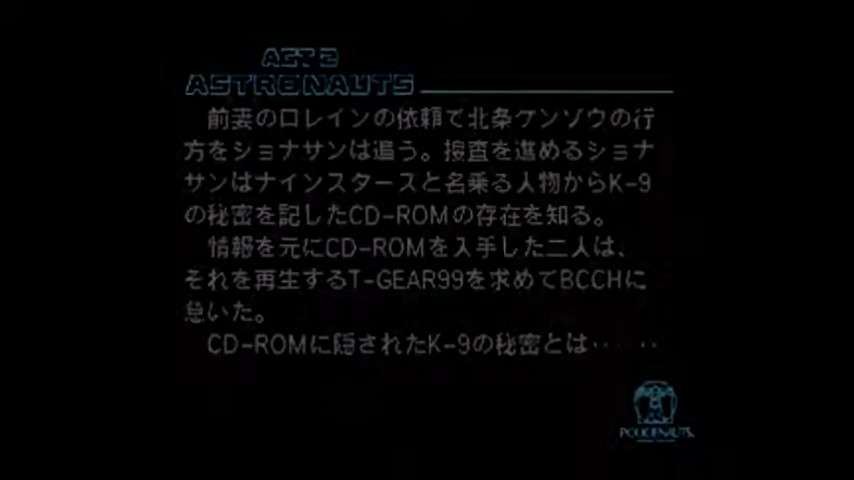 ACT 2
ASTRONAUTS
前妻のロレインの依頼で北条ケンゾウの行
方をジョナサンは追う。捜査を進めるジョナ
サンはナインスターズと名乗る人物からK-9
の秘密を記したCD-ROMの存在を知る。
情報を元にCD-ROMを入手した二人は、
それを再生するT-GEAR99を求めてBCCHに
急いだ。
CD-ROMに隠されたK-9の秘密とは‥‥‥
POLICENAUTS